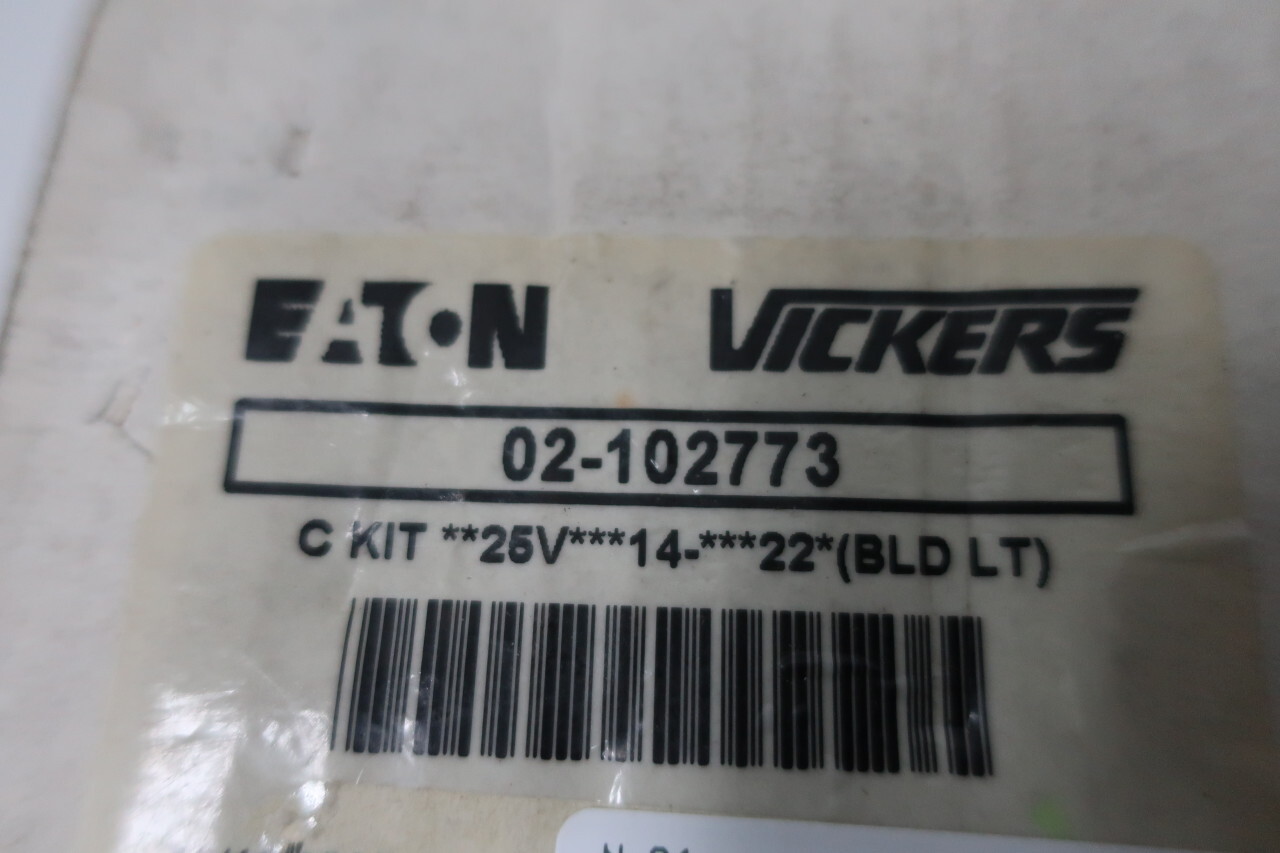 EATON VICKERS
02-102773
C KIT **25V***14-***22*(BLD LT)